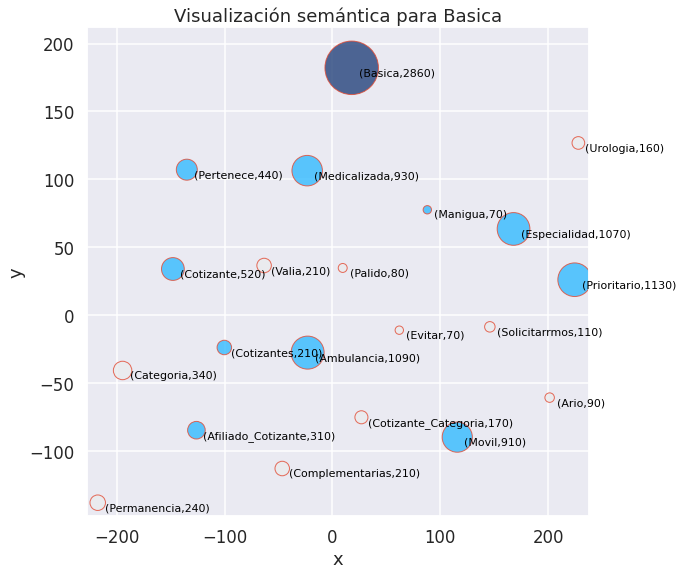 Visualización semántica para Basica
200
150
100
50
0
−50
−100
y
(Basica,2860)
(Urologia,160)
(Pertenece,440)
(Medicalizada,930)
(Manigua,70)
(Especialidad,1070)
(Cotizante,520)
(Valia,210)
(Palido,80)
(Prioritario,1130)
(Evitar,70)
(Solicitarrmos,110)
(Cotizantes,210)
(Ambulancia,1090)
(Categoria,340)
(Ario,90)
(Cotizante_Categoria,170)
(Afiliado_Cotizante,310)
(Movil,910)
(Complementarias,210)
(Permanencia,240)
−200
−100
0
100
200
x